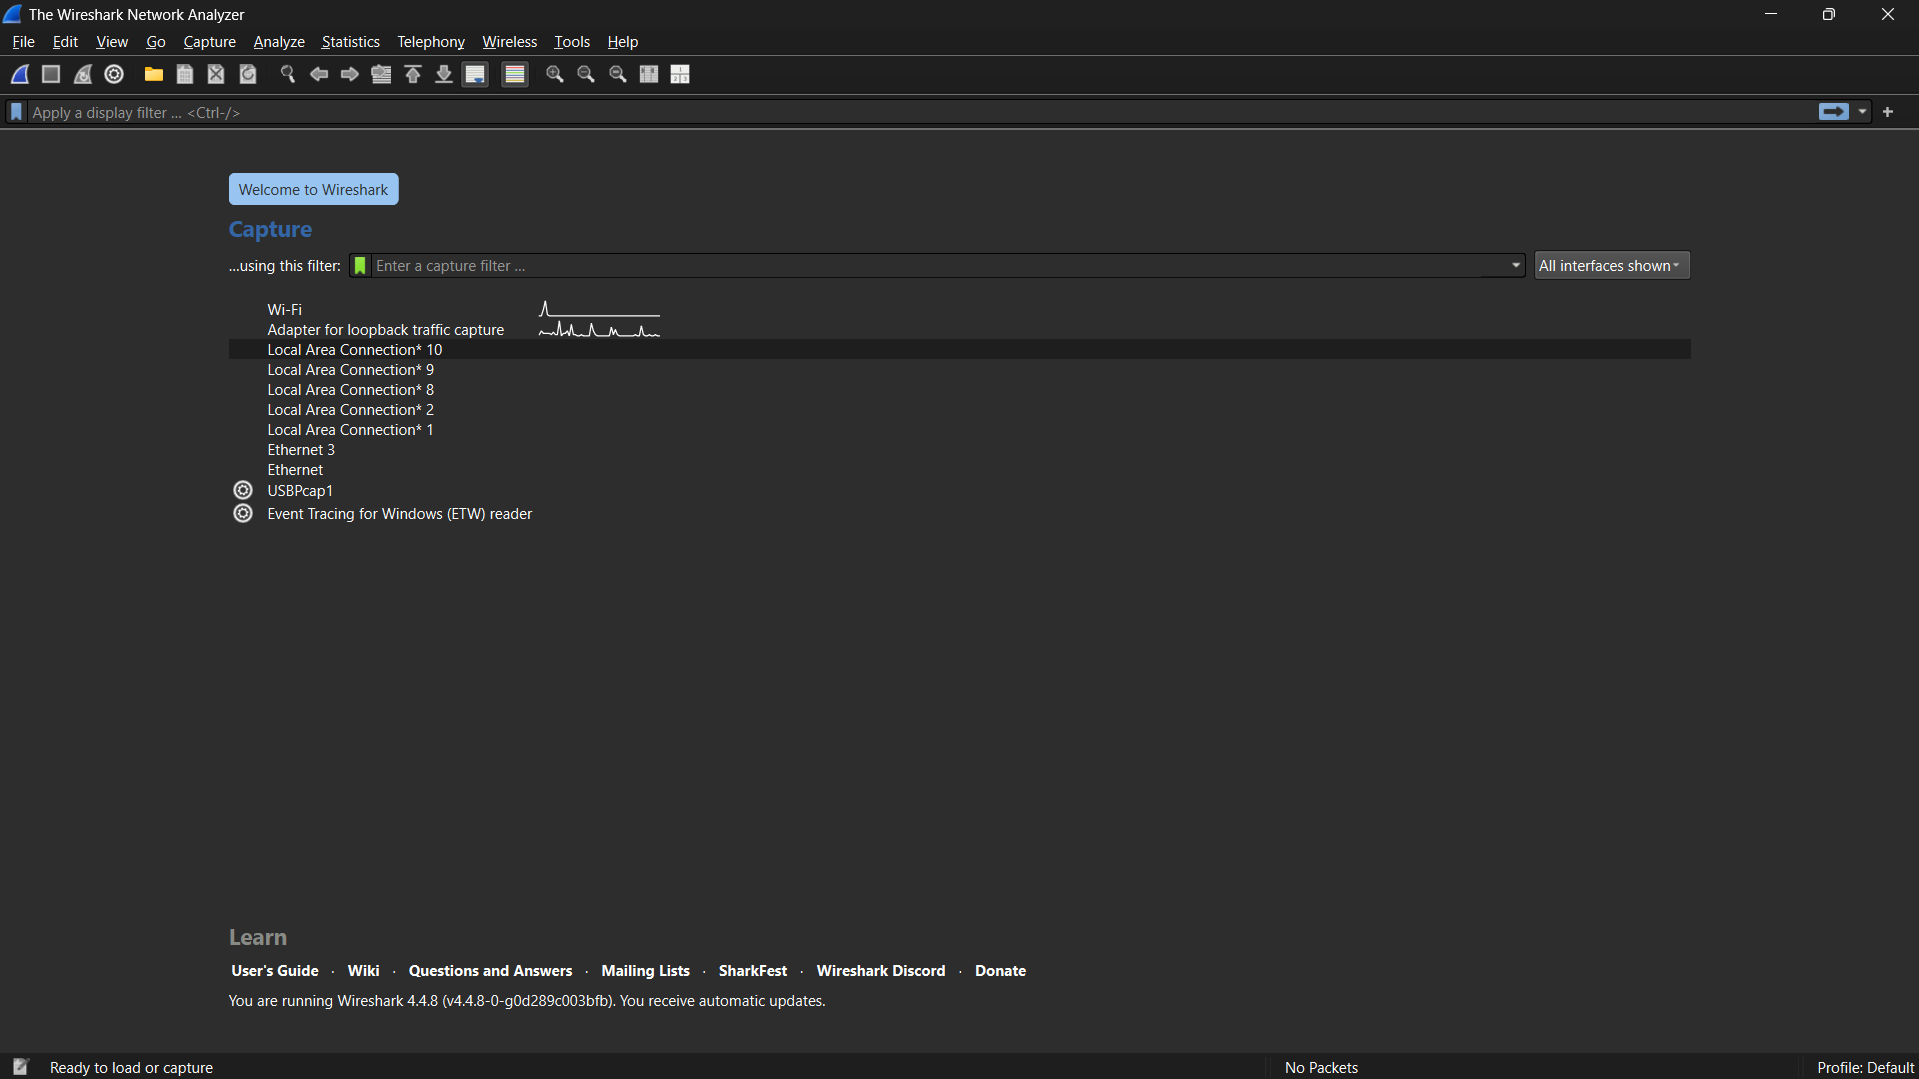 The Wireshark Network Analyzer
File Edit View Go Capture Analyze Statistics Telephony Wireless Tools Help
Apply a display filter ... <Ctrl-/>
Welcome to Wireshark
Capture
...using this filter: Enter a capture filter ... All interfaces shown
Wi-Fi
Adapter for loopback traffic capture
Local Area Connection* 10
Local Area Connection* 9
Local Area Connection* 8
Local Area Connection* 2
Local Area Connection* 1
Ethernet 3
Ethernet
USBPcap1
Event Tracing for Windows (ETW) reader
Learn
User's Guide · Wiki · Questions and Answers · Mailing Lists · SharkFest · Wireshark Discord · Donate
You are running Wireshark 4.4.8 (v4.4.8-0-g0d289c003bfb). You receive automatic updates.
Ready to load or capture No Packets Profile: Default